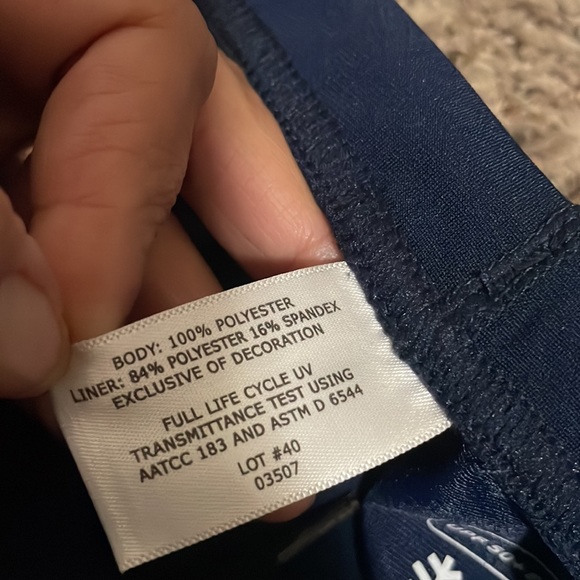 BODY: 100% POLYESTER
LINER: 84% POLYESTER 16% SPANDEX
EXCLUSIVE OF DECORATION
FULL LIFE CYCLE UV
TRANSMITTANCE TEST USING
AATCC 183 AND ASTM D 6544
LOT #40
03507